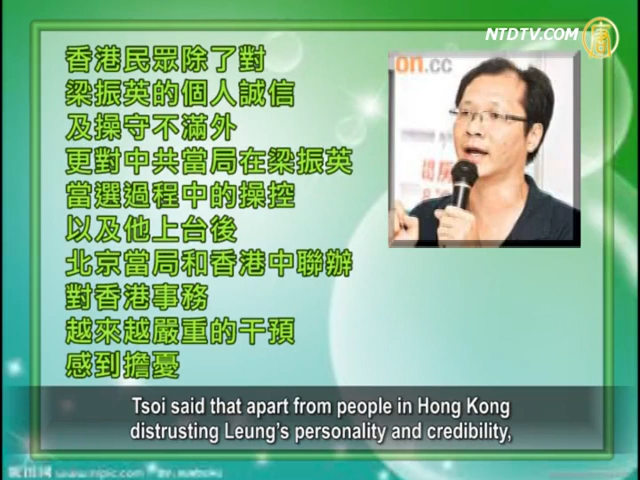 NTDTV.COM
香港民眾除了對
梁振英的個人誠信
及操守不滿外
更對中共當局在梁振英
當選過程中的操控
以及他上台後
北京當局和香港中聯辦
對香港事務
越來越嚴重的干預
感到擔憂
on.cc
Tsoi said that apart from people in Hong Kong
distrusting Leung's personality and credibility,